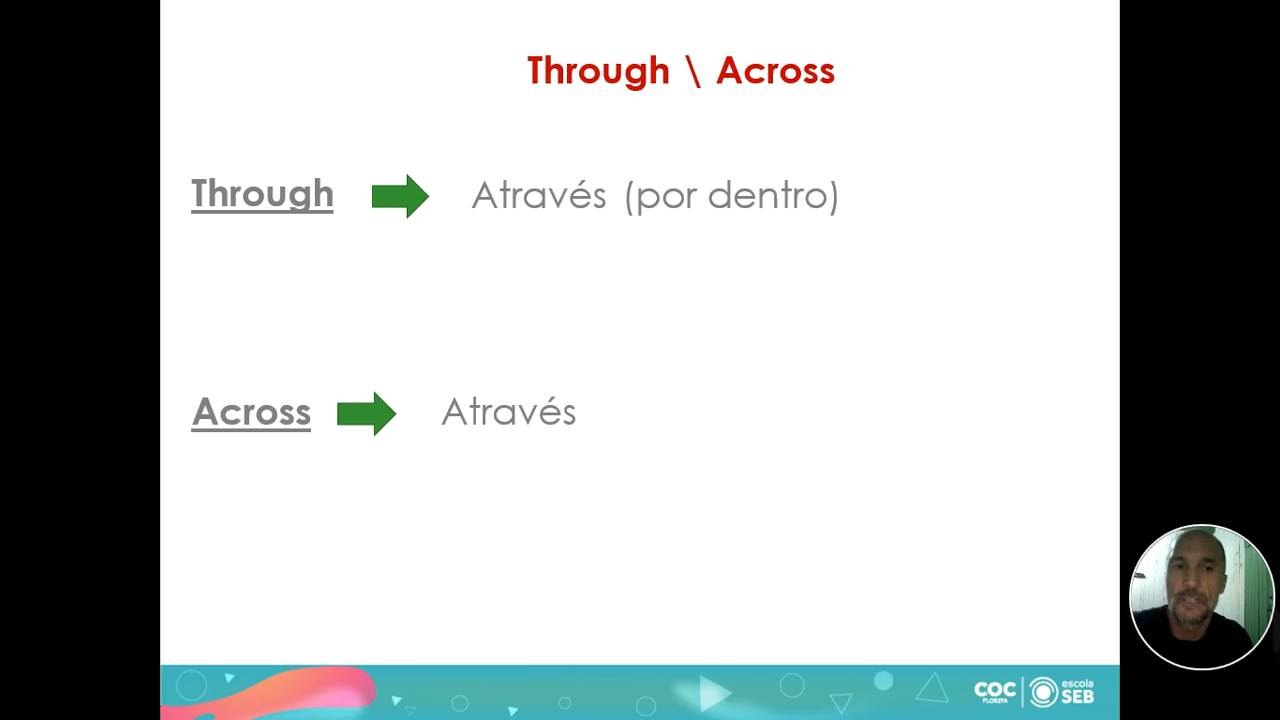 Through \ Across
Through Através (por dentro)
Across Através
COC FLORIPA escola SEB